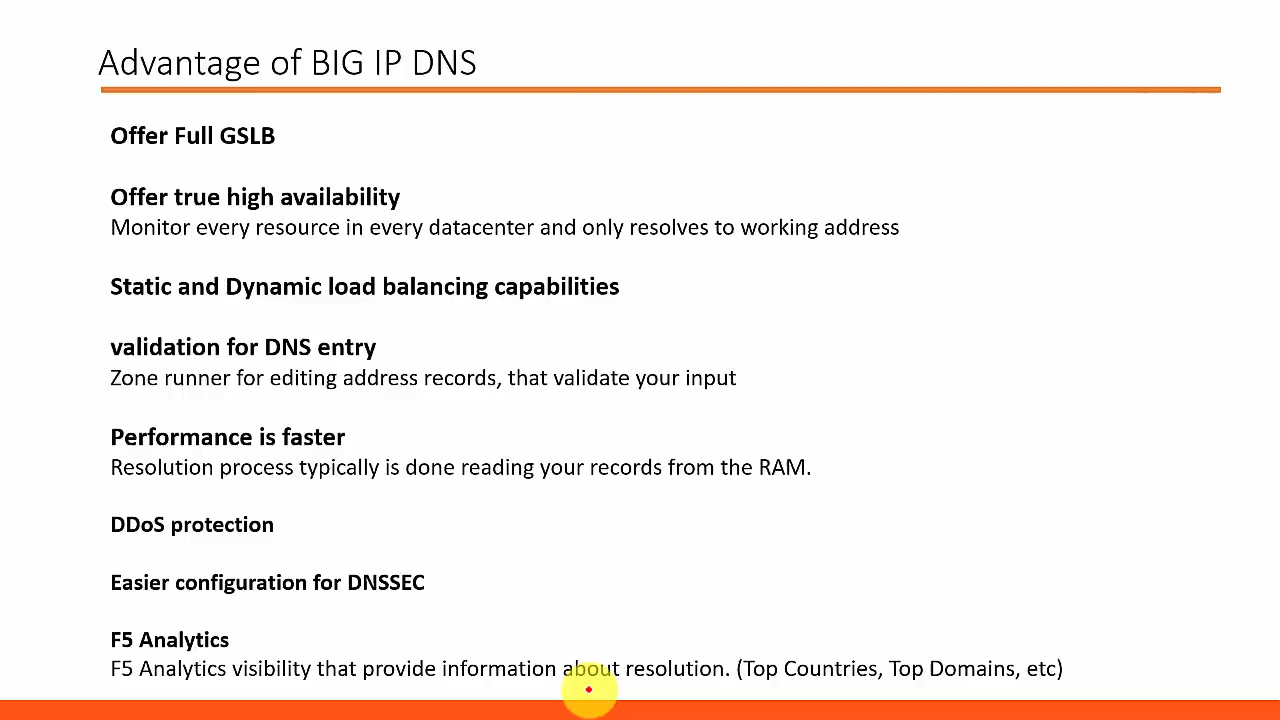 Advantage of BIG IP DNS
Offer Full GSLB
Offer true high availability
Monitor every resource in every datacenter and only resolves to working address
Static and Dynamic load balancing capabilities
validation for DNS entry
Zone runner for editing address records, that validate your input
Performance is faster
Resolution process typically is done reading your records from the RAM.
DDoS protection
Easier configuration for DNSSEC
F5 Analytics
F5 Analytics visibility that provide information about resolution. (Top Countries, Top Domains, etc)